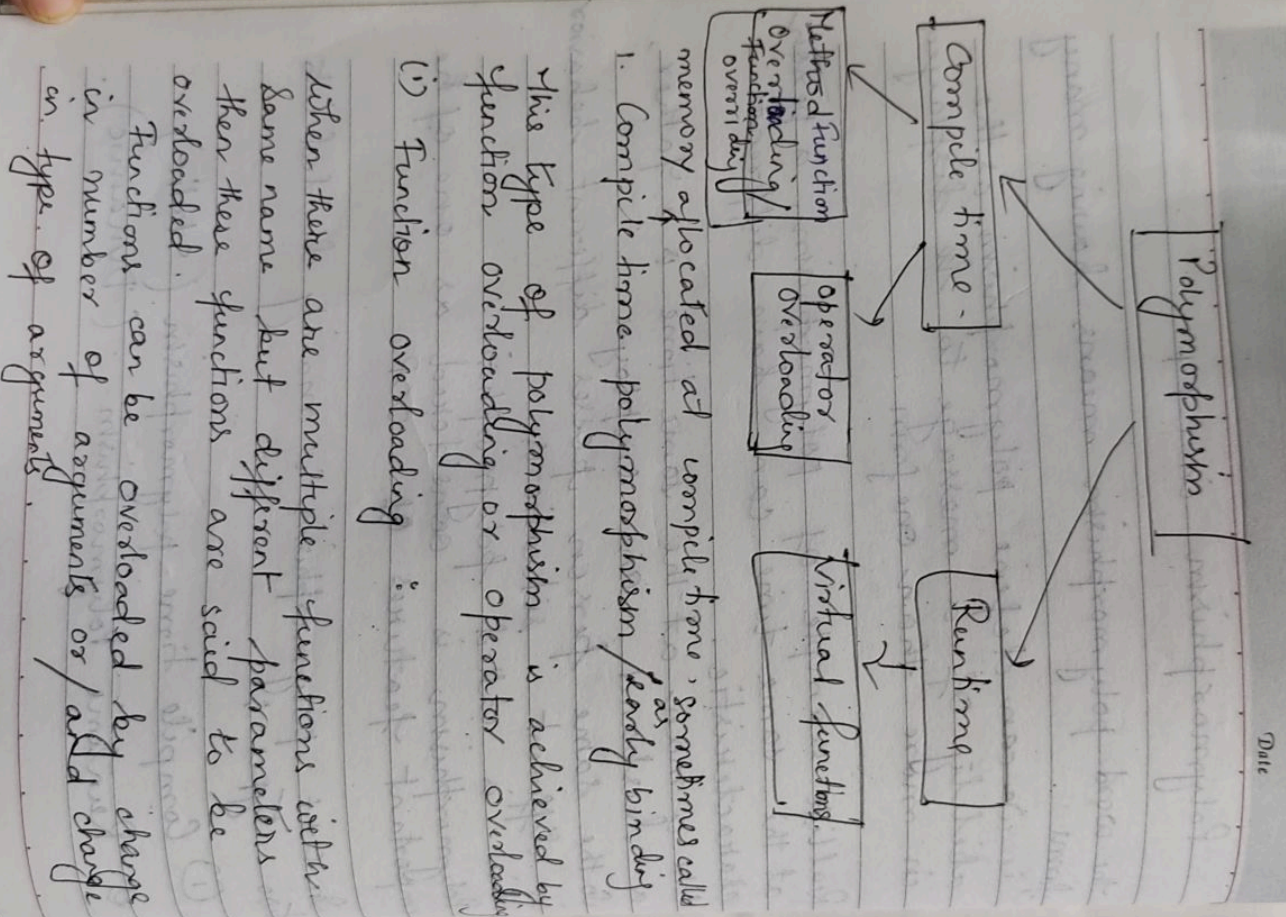 Date
Polymorphism
Compile time.
Runtime
Method Function
Overloading/
Function
overriding
operator
overloading
Virtual functions
memory allocated at compile time. sometimes called
as
1. Compile time polymorphism / early binding
This type of polymorphism is achieved by
function overloading or operator overloading
(i) Function overloading :
When there are multiple functions with
same name but different parameters
then these functions are said to be
overloaded.
Functions can be overloaded by change
in number of arguments or / and change
in type of arguments.